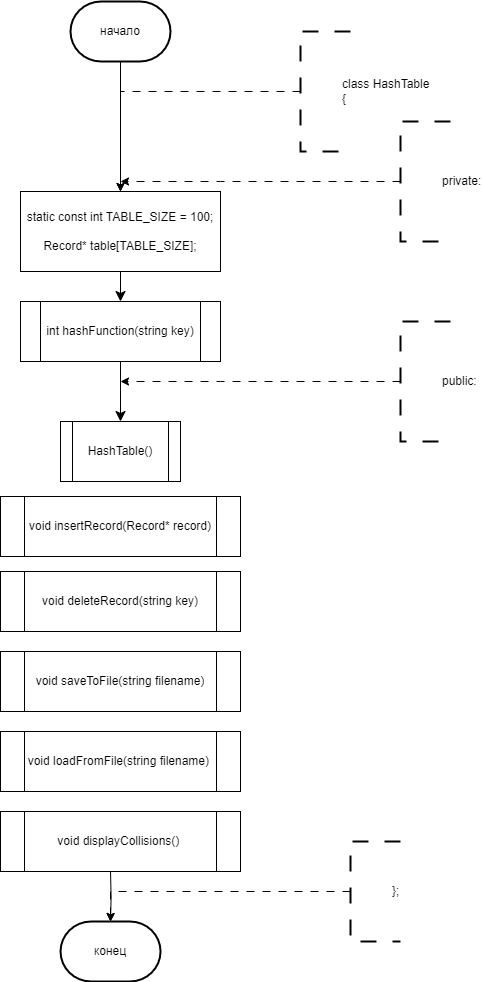 начало
class HashTable
{
private:
static const int TABLE_SIZE = 100;
Record* table[TABLE_SIZE];
int hashFunction(string key)
public:
HashTable()
void insertRecord(Record* record)
void deleteRecord(string key)
void saveToFile(string filename)
void loadFromFile(string filename)
void displayCollisions()
};
конец